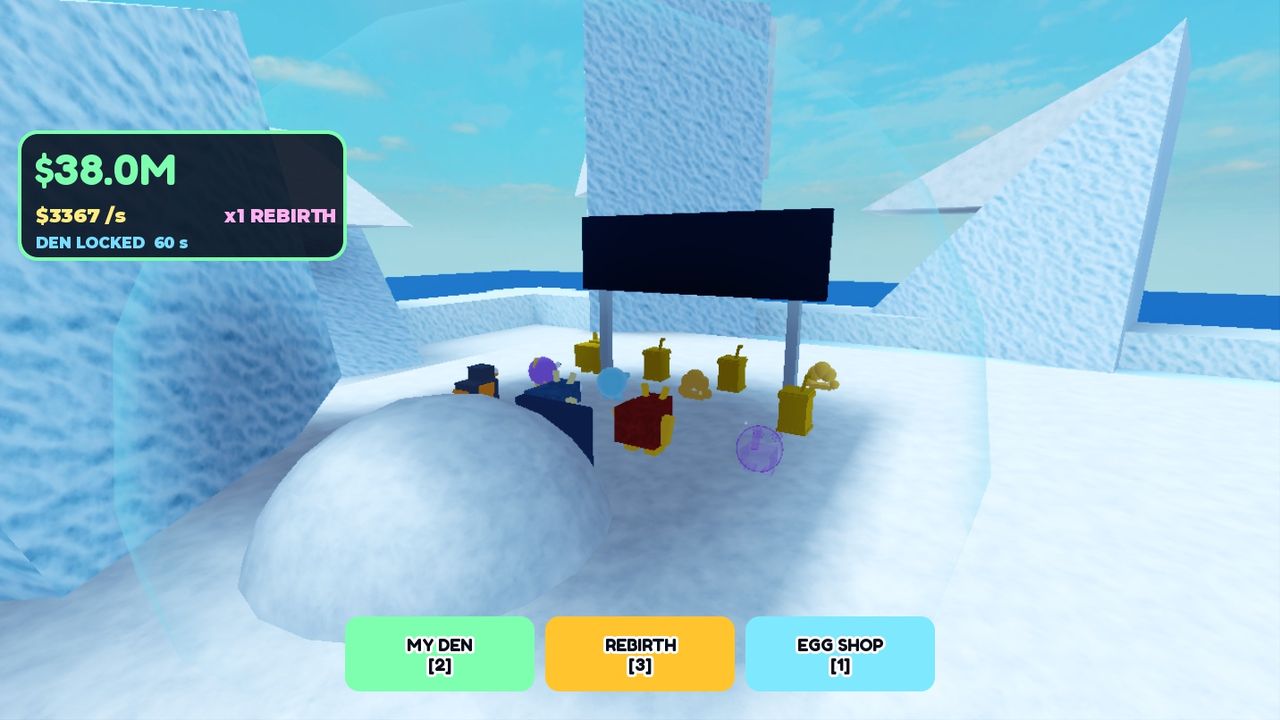 $38.0M
$3367 /s
x1 REBIRTH
DEN LOCKED 60 s
MY DEN
[2]
REBIRTH
[3]
EGG SHOP
[1]